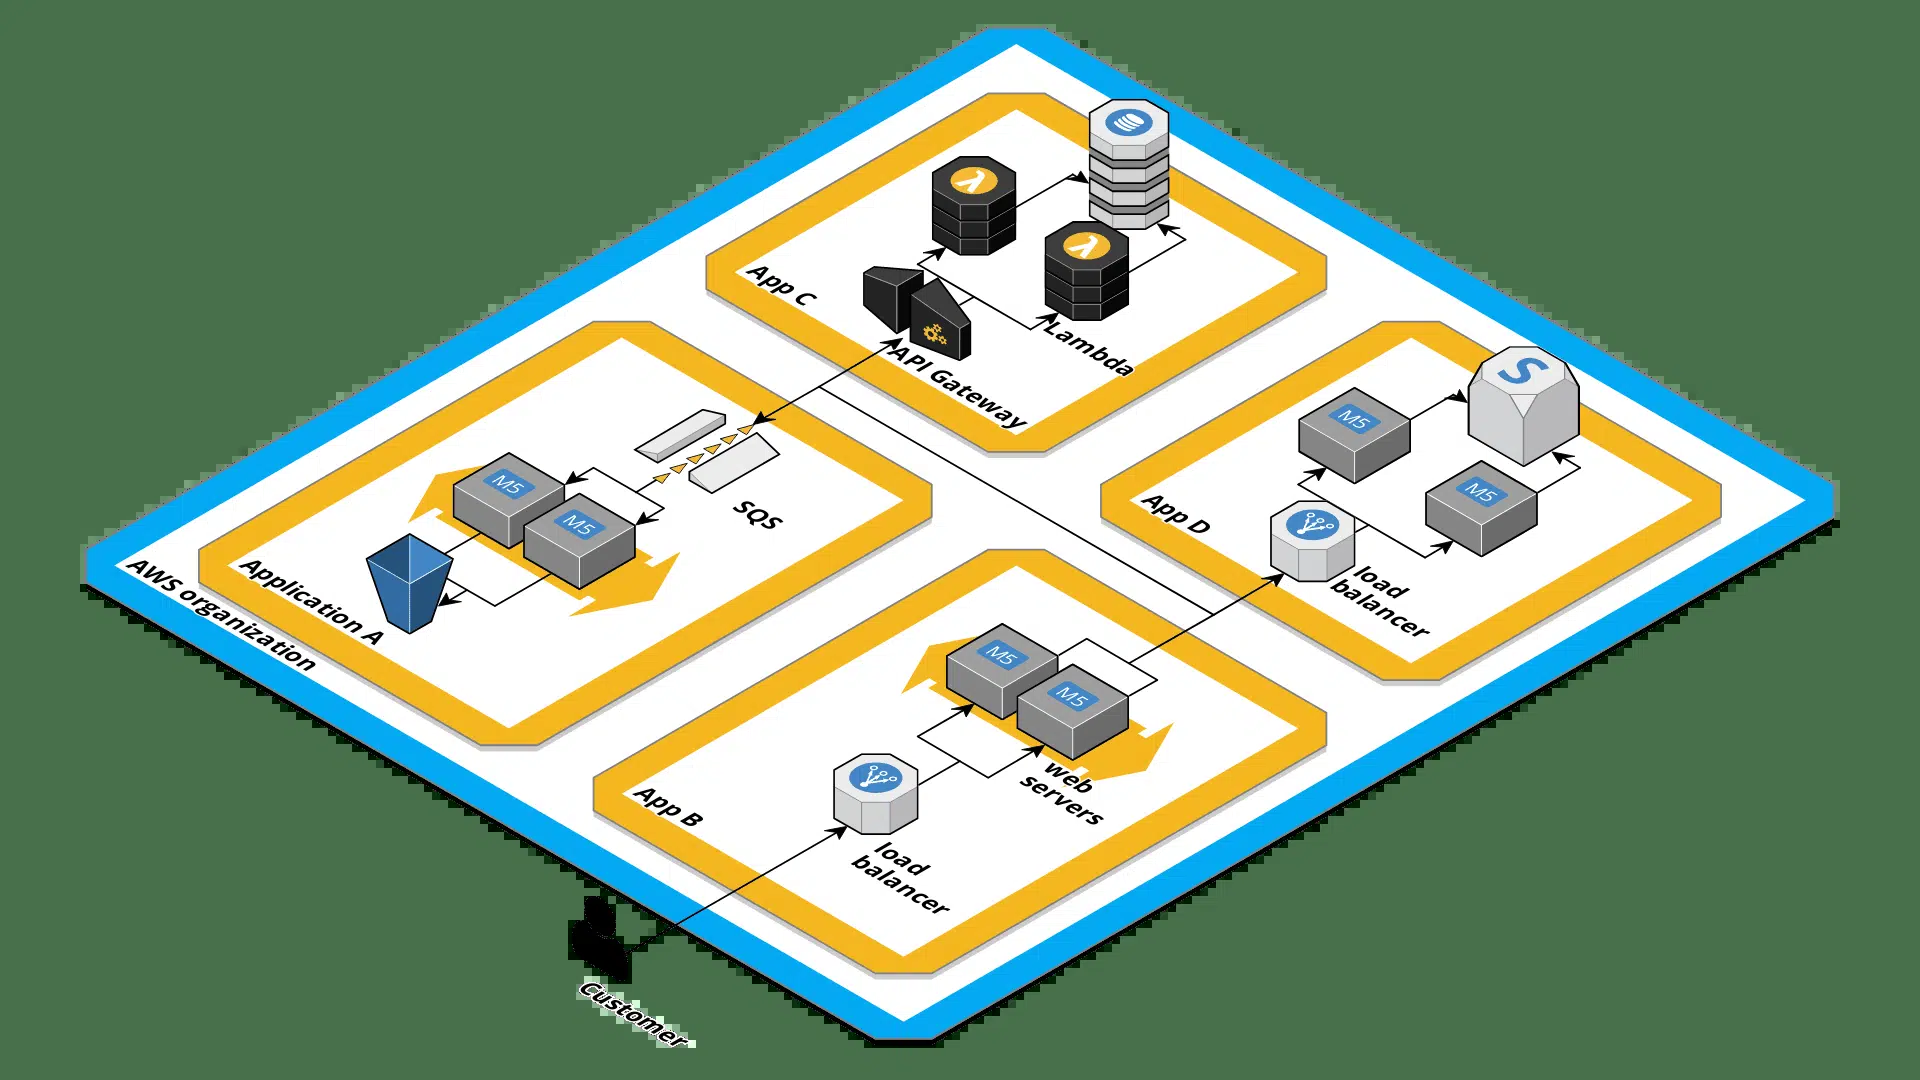 App C
API Gateway
Lambda
M5
App D
M5
load
balancer
M5
M5
SQS
Application A
AWS organization
M5
M5
web
servers
App B
load
balancer
Customer